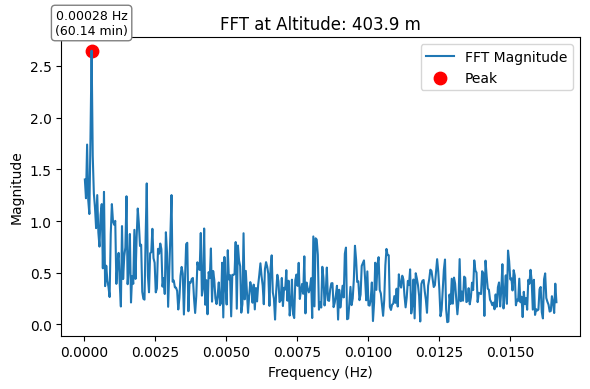 FFT at Altitude: 403.9 m
0.00028 Hz
(60.14 min)
FFT Magnitude
Peak
Magnitude
2.5
2.0
1.5
1.0
0.5
0.0
0.0000 0.0025 0.0050 0.0075 0.0100 0.0125 0.0150
Frequency (Hz)